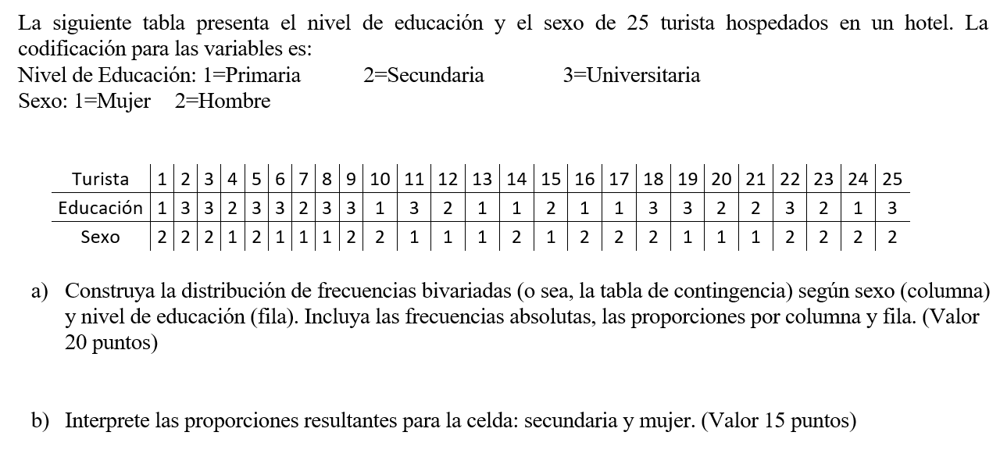 La siguiente tabla presenta el nivel de educación y el sexo de 25 turista hospedados en un hotel. La
codificación para las variables es:
Nivel de Educación: 1=Primaria 2=Secundaria 3=Universitaria
Sexo: 1=Mujer 2=Hombre
Turista 1 2 3 4 5 6 7 8 9 10 11 12 13 14 15 16 17 18 19 20 21 22 23 24 25
Educación 1 3 3 2 3 3 2 3 3 1 3 2 1 1 2 1 1 3 3 2 2 3 2 1 3
Sexo 2 2 2 1 2 1 1 1 2 2 1 1 1 2 1 2 2 2 1 1 1 2 2 2 2
a) Construya la distribución de frecuencias bivariadas (o sea, la tabla de contingencia) según sexo (columna)
y nivel de educación (fila). Incluya las frecuencias absolutas, las proporciones por columna y fila. (Valor
20 puntos)
b) Interprete las proporciones resultantes para la celda: secundaria y mujer. (Valor 15 puntos)